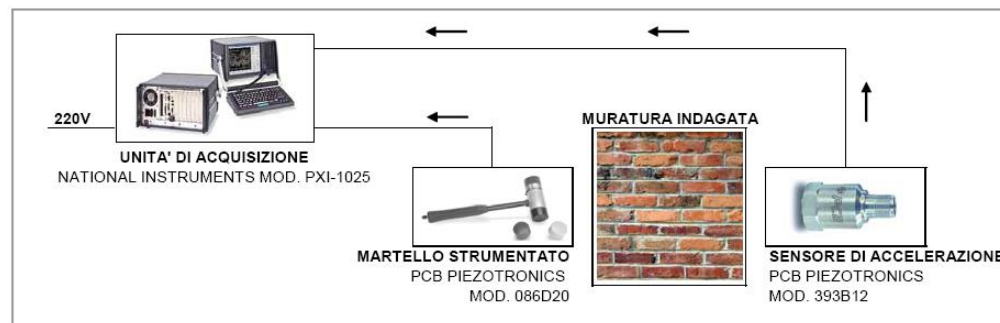 220V
UNITA' DI ACQUISIZIONE
NATIONAL INSTRUMENTS MOD. PXI-1025
MURATURA INDAGATA
MARTELLO STRUMENTATO
PCB PIEZOTRONICS
MOD. 086D20
SENSORE DI ACCELERAZIONE
PCB PIEZOTRONICS
MOD. 393B12